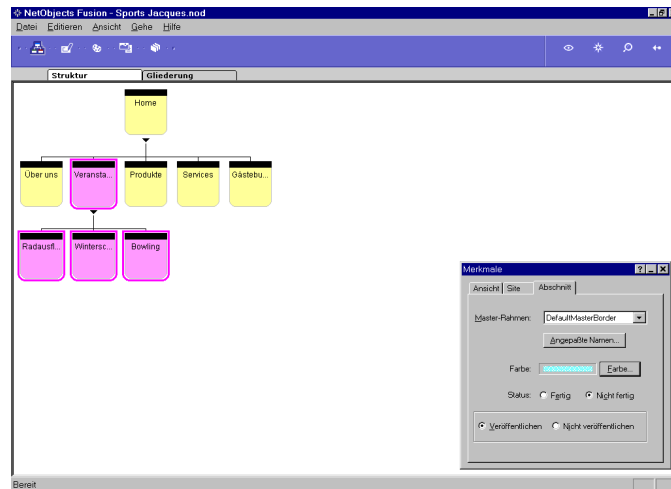 NetObjects Fusion - Sports Jacques.nod
Datei Editieren Ansicht Gehe Hilfe
Struktur Gliederung
Home
Über uns Veransta... Produkte Services Gästebu...
Radausfl... Wintersc... Bowling
Merkmale
Ansicht Site Abschnitt
Master-Rahmen: DefaultMasterBorder
Angepaßte Namen...
Farbe: Farbe...
Status: Fertig Nicht fertig
Veröffentlichen Nicht veröffentlichen
Bereit